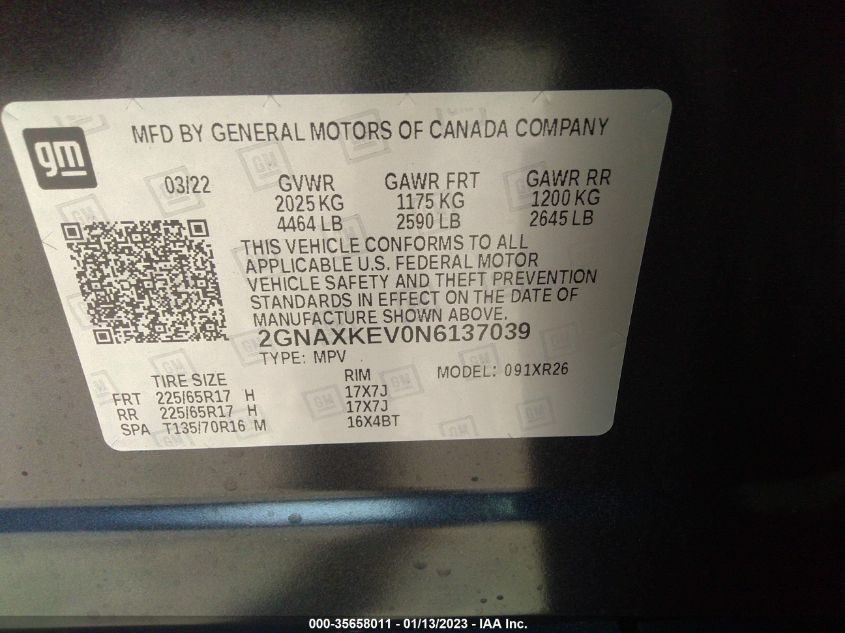 gm
MFD BY GENERAL MOTORS OF CANADA COMPANY
03/22 GVWR GAWR FRT GAWR RR
2025 KG 1175 KG 1200 KG
4464 LB 2590 LB 2645 LB
THIS VEHICLE CONFORMS TO ALL
APPLICABLE U.S. FEDERAL MOTOR
VEHICLE SAFETY AND THEFT PREVENTION
STANDARDS IN EFFECT ON THE DATE OF
MANUFACTURE SHOWN ABOVE.
2GNAXKEV0N6137039
TYPE: MPV
TIRE SIZE RIM MODEL: 091XR26
FRT 225/65R17 H 17X7J
RR 225/65R17 H 17X7J
SPA T135/70R16 M 16X4BT
000-35658011 - 01/13/2023 - IAA Inc.